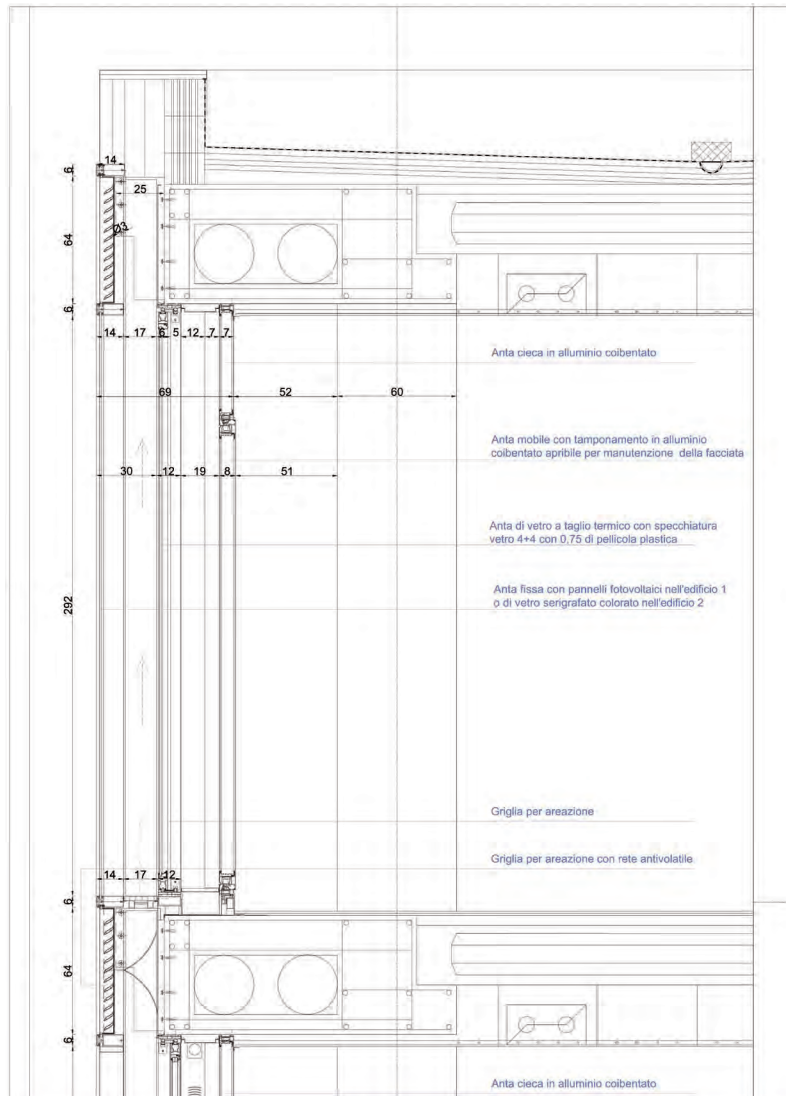 6
14
25
Ø3
64
6
14 17 6 5 12 7 7
Anta cieca in alluminio coibentato
69 52 60
Anta mobile con tamponamento in alluminio
coibentato apribile per manutenzione della facciata
30 12 19 8 51
Anta di vetro a taglio termico con specchiatura
vetro 4+4 con 0,75 di pellicola plastica
Anta fissa con pannelli fotovoltaici nell'edificio 1
o di vetro serigrafato colorato nell'edificio 2
292
Griglia per areazione
Griglia per areazione con rete antivolatile
14 17 12
6
64
6
Anta cieca in alluminio coibentato